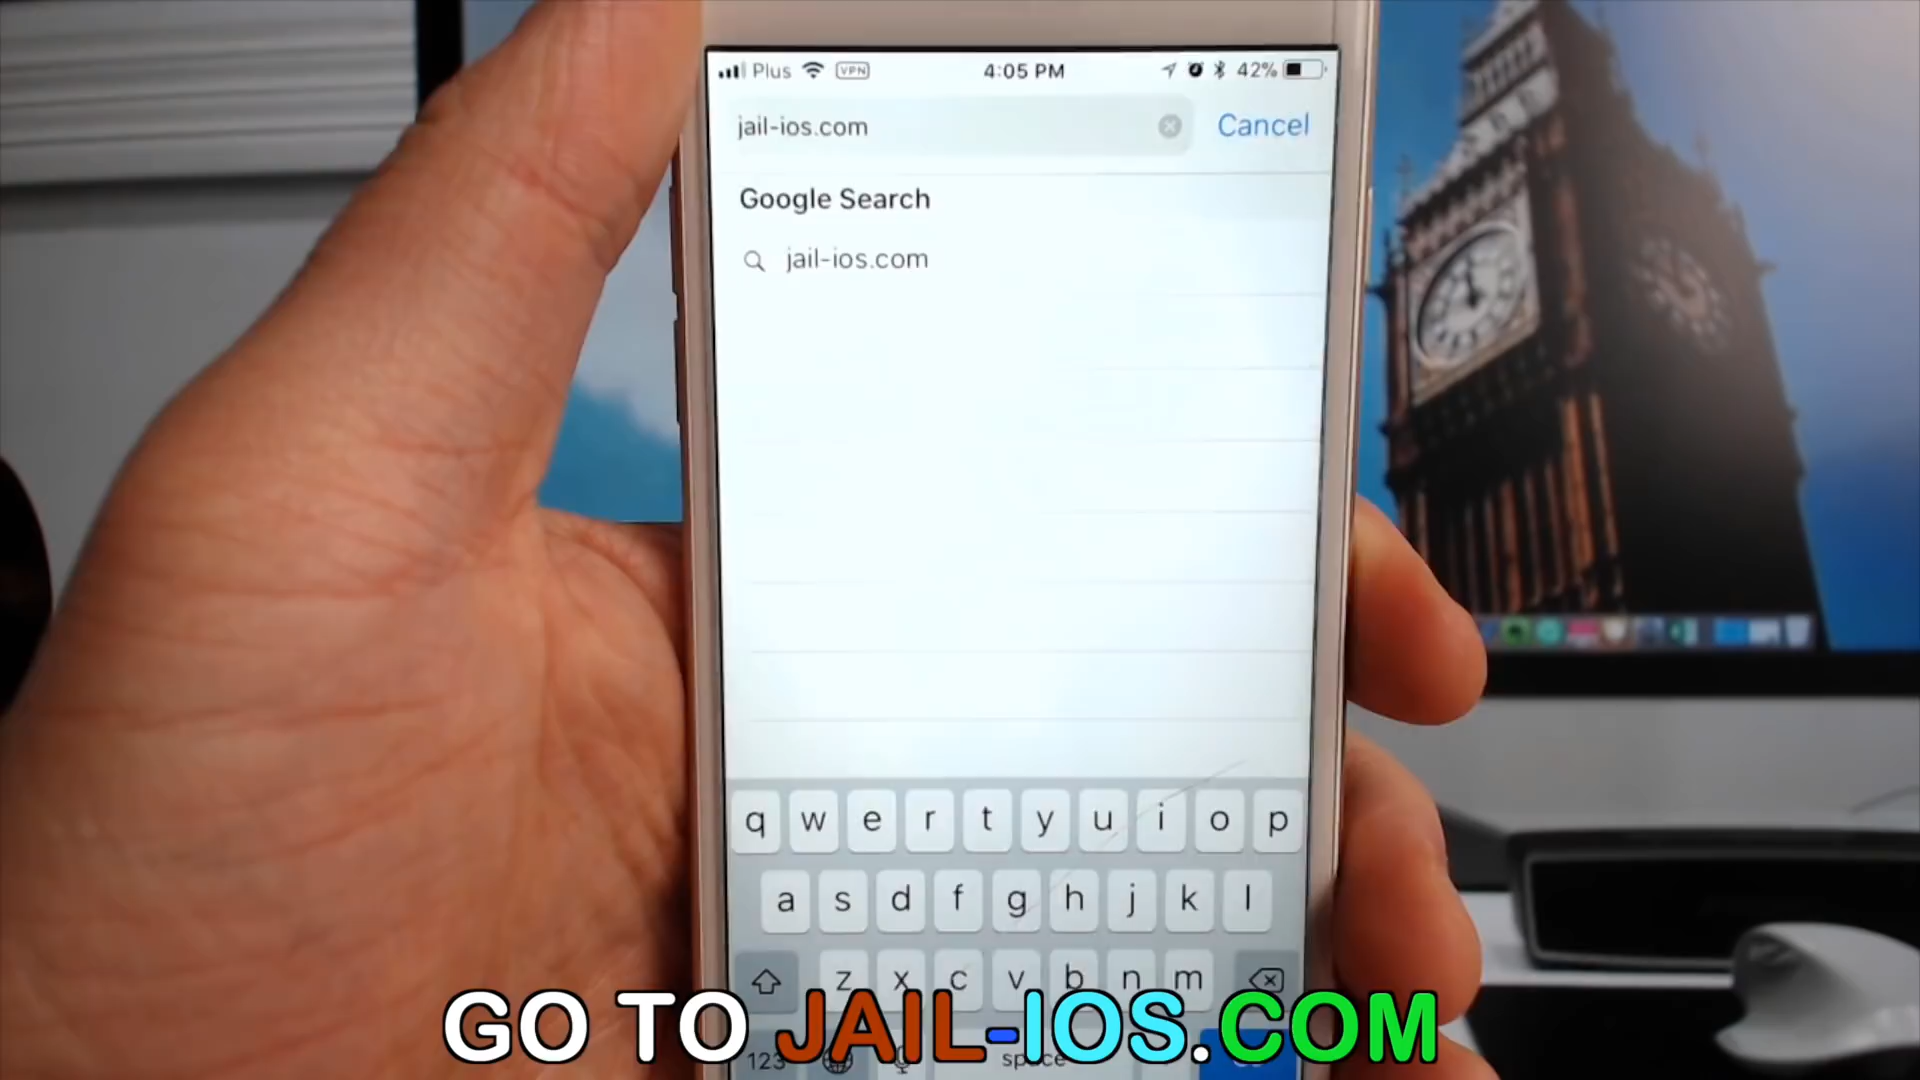 Plus VPN 4:05 PM 42%
jail-ios.com Cancel
Google Search
jail-ios.com
q w e r t y u i o p
a s d f g h j k l
z x c v b n m
GO TO JAIL-IOS.COM
123 space